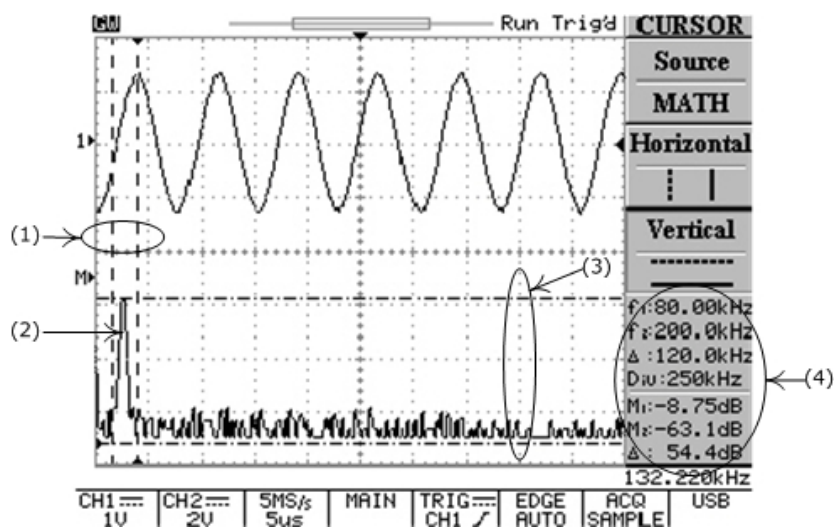 GW Run Trig'd CURSOR
Source
MATH
1 Horizontal
Vertical
(1)
M
(3)
(2)
f1:80.00kHz
f2:200.0kHz
Δ:120.0kHz
Div:250kHz
(4)
M1:-8.75dB
M2:-63.1dB
Δ: 54.4dB
132.220kHz
CH1 CH2 5MS/s MAIN TRIG EDGE ACQ USB
1V 2V 5us CH1 AUTO SAMPLE